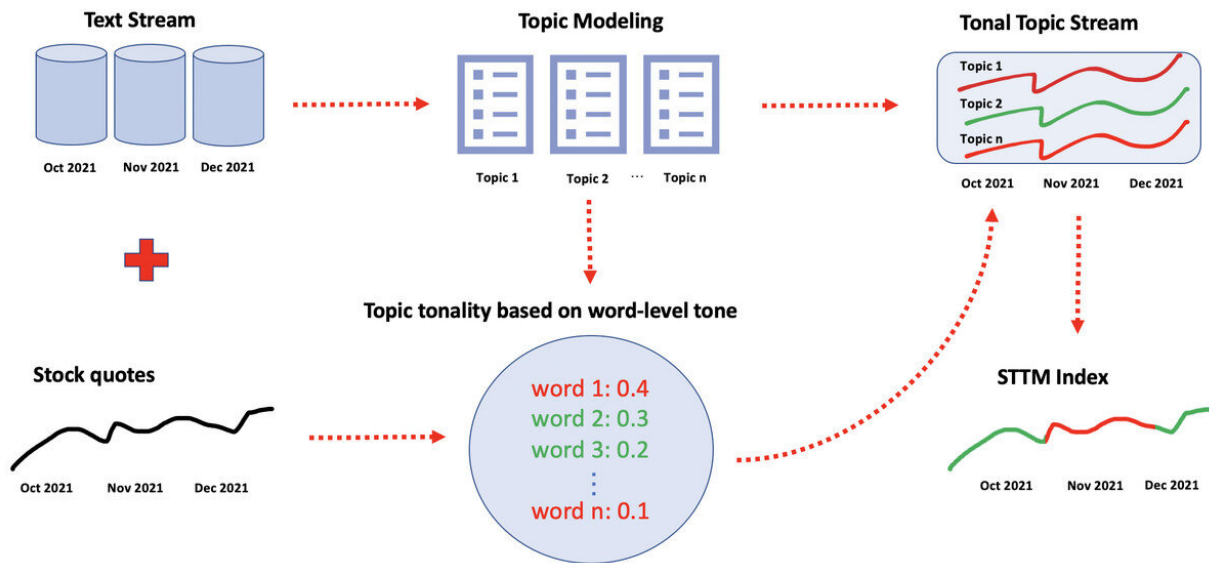 Text Stream
Oct 2021 Nov 2021 Dec 2021
Topic Modeling
Topic 1 Topic 2 ... Topic n
Tonal Topic Stream
Topic 1
Topic 2
Topic n
Oct 2021 Nov 2021 Dec 2021
Stock quotes
Oct 2021 Nov 2021 Dec 2021
Topic tonality based on word-level tone
word 1: 0.4
word 2: 0.3
word 3: 0.2
⋮
word n: 0.1
STTM Index
Oct 2021 Nov 2021 Dec 2021